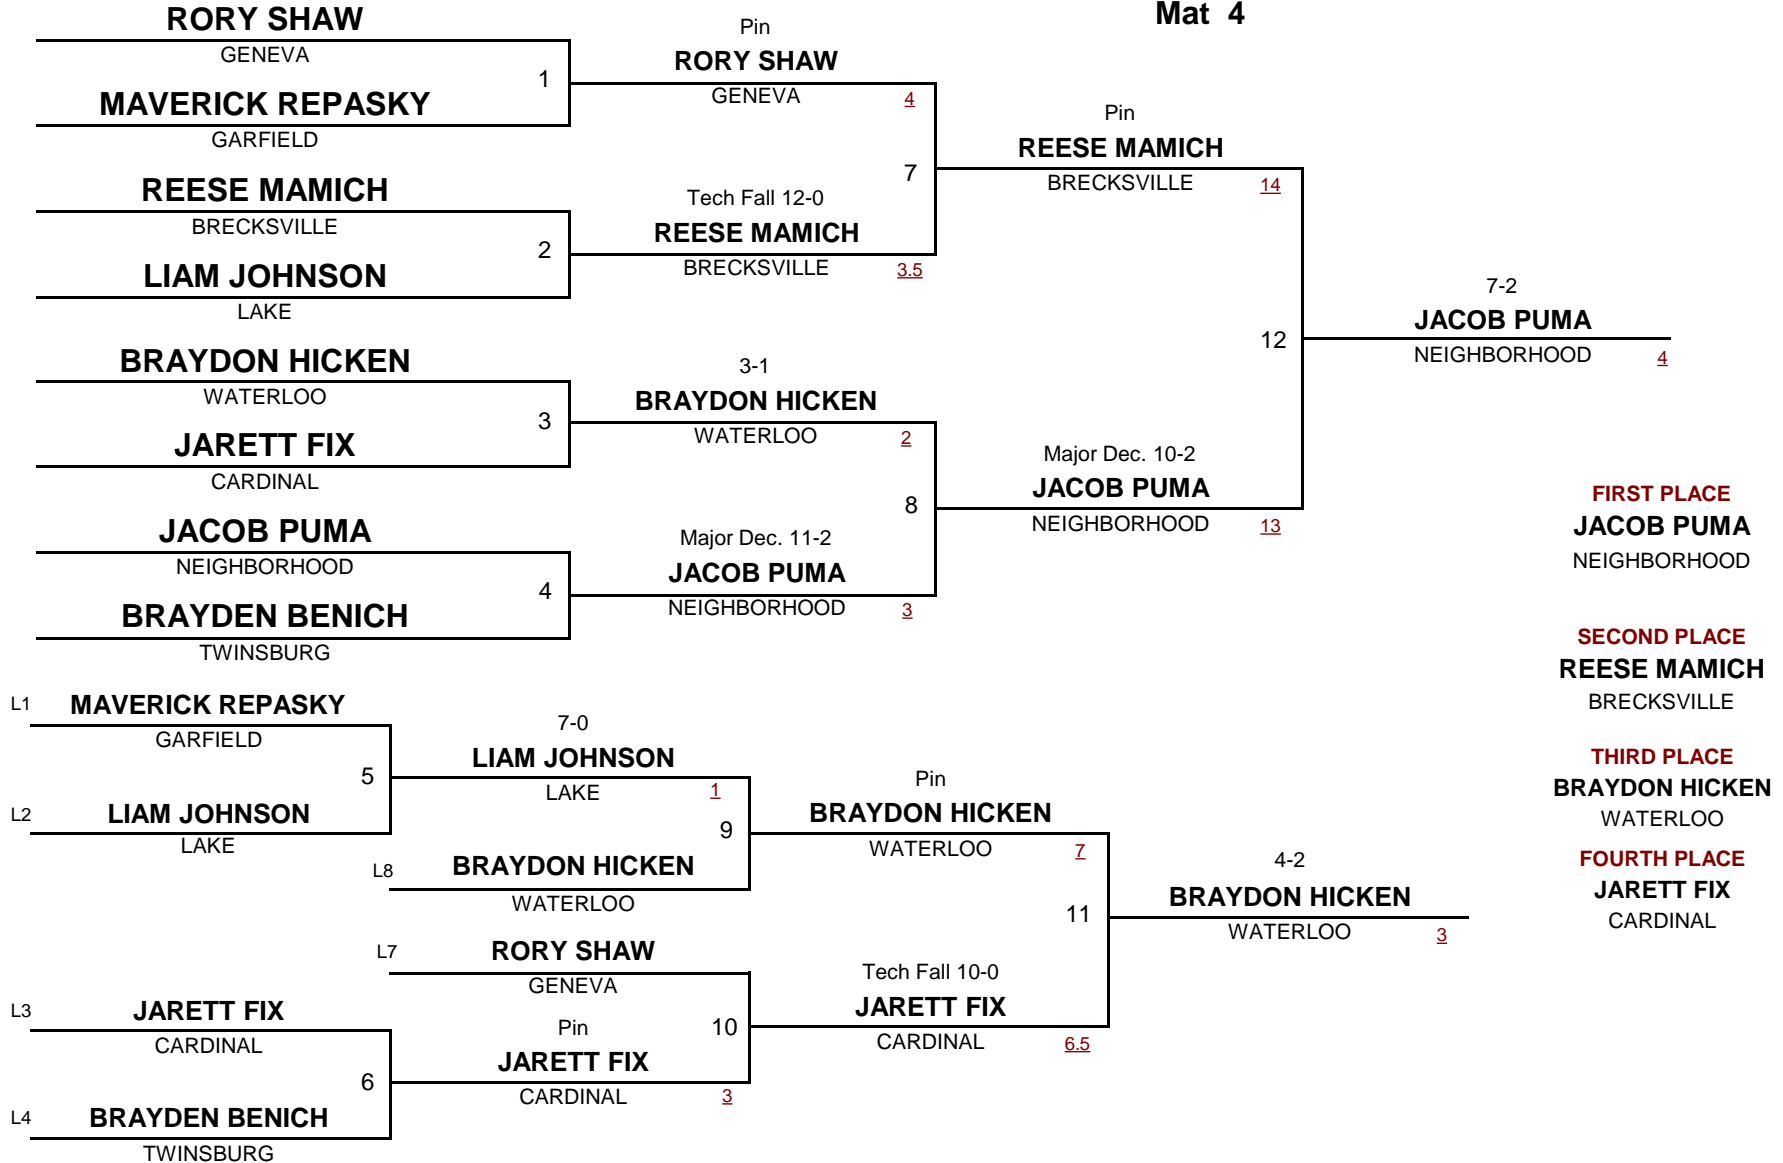 Mat 4
RORY SHAW
GENEVA
1
MAVERICK REPASKY
GARFIELD
REESE MAMICH
BRECKSVILLE
2
LIAM JOHNSON
LAKE
BRAYDON HICKEN
WATERLOO
3
JARETT FIX
CARDINAL
JACOB PUMA
NEIGHBORHOOD
4
BRAYDEN BENICH
TWINSBURG
Pin
RORY SHAW
GENEVA 4
7
Tech Fall 12-0
REESE MAMICH
BRECKSVILLE 3.5
3-1
BRAYDON HICKEN
WATERLOO 2
8
Major Dec. 11-2
JACOB PUMA
NEIGHBORHOOD 3
Pin
REESE MAMICH
BRECKSVILLE 14
12
Major Dec. 10-2
JACOB PUMA
NEIGHBORHOOD 13
7-2
JACOB PUMA
NEIGHBORHOOD 4
L1 MAVERICK REPASKY
GARFIELD
5
L2 LIAM JOHNSON
LAKE
7-0
LIAM JOHNSON
LAKE 1
9
L8 BRAYDON HICKEN
WATERLOO
L7 RORY SHAW
GENEVA
10
L3 JARETT FIX
CARDINAL
6
L4 BRAYDEN BENICH
TWINSBURG
Pin
JARETT FIX
CARDINAL 3
Pin
BRAYDON HICKEN
WATERLOO 7
11
Tech Fall 10-0
JARETT FIX
CARDINAL 6.5
4-2
BRAYDON HICKEN
WATERLOO 3
FIRST PLACE
JACOB PUMA
NEIGHBORHOOD
SECOND PLACE
REESE MAMICH
BRECKSVILLE
THIRD PLACE
BRAYDON HICKEN
WATERLOO
FOURTH PLACE
JARETT FIX
CARDINAL